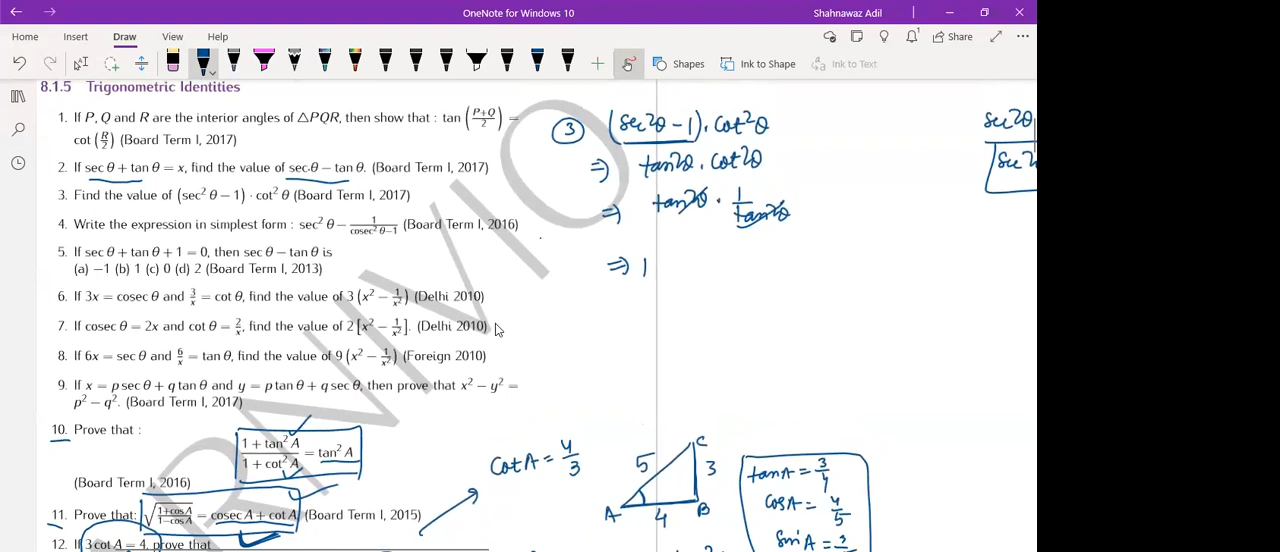 OneNote for Windows 10
Shahnawaz Adil
Home Insert Draw View Help
Share
Shapes Ink to Shape Ink to Text
8.1.5 Trigonometric Identities
1. If P, Q and R are the interior angles of △PQR, then show that : tan ((P+Q)/2) =
cot (R/2) (Board Term I, 2017)
2. If sec θ + tan θ = x, find the value of sec θ − tan θ. (Board Term I, 2017)
3. Find the value of (sec² θ − 1) · cot² θ (Board Term I, 2017)
4. Write the expression in simplest form : sec² θ − 1/(cosec² θ−1) (Board Term I, 2016)
5. If sec θ + tan θ + 1 = 0, then sec θ − tan θ is
(a) −1 (b) 1 (c) 0 (d) 2 (Board Term I, 2013)
6. If 3x = cosec θ and 3/x = cot θ, find the value of 3 (x² − 1/x²) (Delhi 2010)
7. If cosec θ = 2x and cot θ = 2/x, find the value of 2 [x² − 1/x²]. (Delhi 2010)
8. If 6x = sec θ and 6/x = tan θ, find the value of 9 (x² − 1/x²) (Foreign 2010)
9. If x = p sec θ + q tan θ and y = p tan θ + q sec θ, then prove that x² − y² =
p² − q². (Board Term I, 2017)
10. Prove that :
(1 + tan² A)/(1 + cot² A) = tan² A
(Board Term I, 2016)
11. Prove that: √((1+cos A)/(1−cos A)) = cosec A + cot A. (Board Term I, 2015)
12. If 3 cot A = 4, prove that
3 (sec²θ − 1) · cot²θ
⇒ tan²θ · cot²θ
⇒ tan²θ · 1/tan²θ
⇒ 1
sec²θ
cot A = 4/3
5 C 3 A 4 B
tan A = 3/4
cos A = 4/5
sin A =